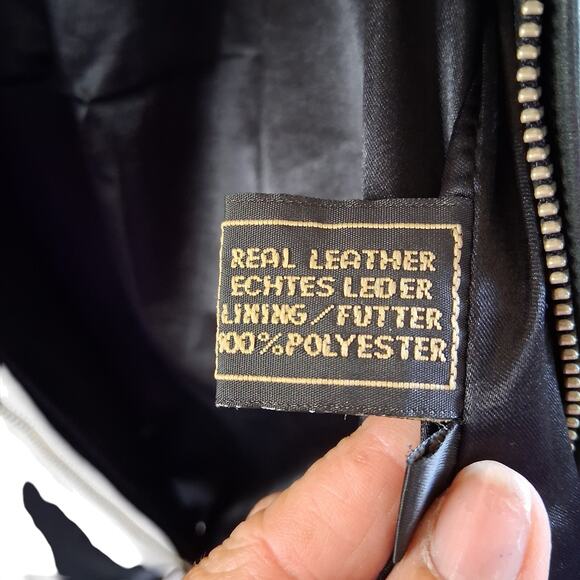 REAL LEATHER
ECHTES LEDER
LINING/FUTTER
100%POLYESTER